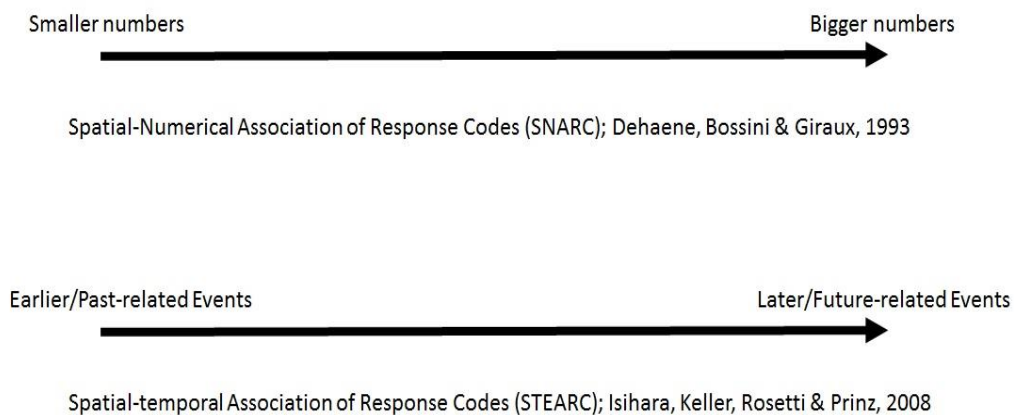 Smaller numbers
Bigger numbers
Spatial-Numerical Association of Response Codes (SNARC); Dehaene, Bossini & Giraux, 1993
Earlier/Past-related Events
Later/Future-related Events
Spatial-temporal Association of Response Codes (STEARC); Isihara, Keller, Rosetti & Prinz, 2008